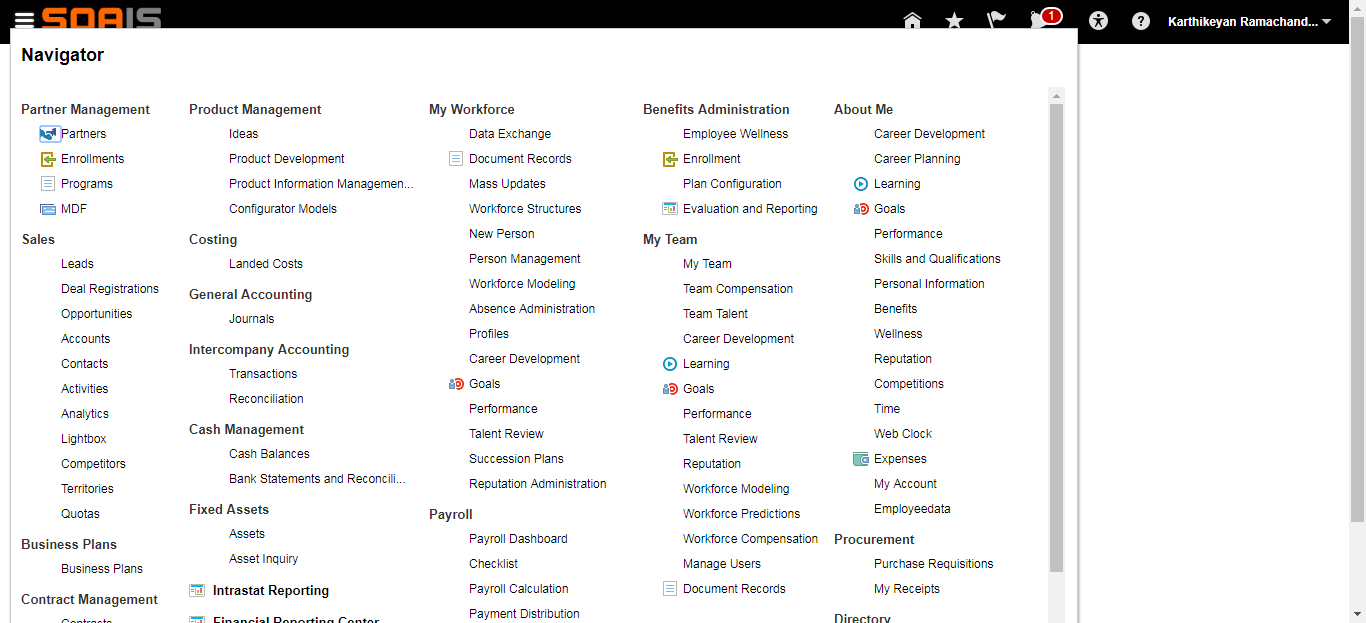 SOAIS
1
Karthikeyan Ramachand...
Navigator
Partner Management
Partners
Enrollments
Programs
MDF
Sales
Leads
Deal Registrations
Opportunities
Accounts
Contacts
Activities
Analytics
Lightbox
Competitors
Territories
Quotas
Business Plans
Business Plans
Contract Management
Contracts
Product Management
Ideas
Product Development
Product Information Managemen...
Configurator Models
Costing
Landed Costs
General Accounting
Journals
Intercompany Accounting
Transactions
Reconciliation
Cash Management
Cash Balances
Bank Statements and Reconcili...
Fixed Assets
Assets
Asset Inquiry
Intrastat Reporting
Financial Reporting Center
My Workforce
Data Exchange
Document Records
Mass Updates
Workforce Structures
New Person
Person Management
Workforce Modeling
Absence Administration
Profiles
Career Development
Goals
Performance
Talent Review
Succession Plans
Reputation Administration
Payroll
Payroll Dashboard
Checklist
Payroll Calculation
Payment Distribution
Benefits Administration
Employee Wellness
Enrollment
Plan Configuration
Evaluation and Reporting
My Team
My Team
Team Compensation
Team Talent
Career Development
Learning
Goals
Performance
Talent Review
Reputation
Workforce Modeling
Workforce Predictions
Workforce Compensation
Manage Users
Document Records
About Me
Career Development
Career Planning
Learning
Goals
Performance
Skills and Qualifications
Personal Information
Benefits
Wellness
Reputation
Competitions
Time
Web Clock
Expenses
My Account
Employeedata
Procurement
Purchase Requisitions
My Receipts
Directory